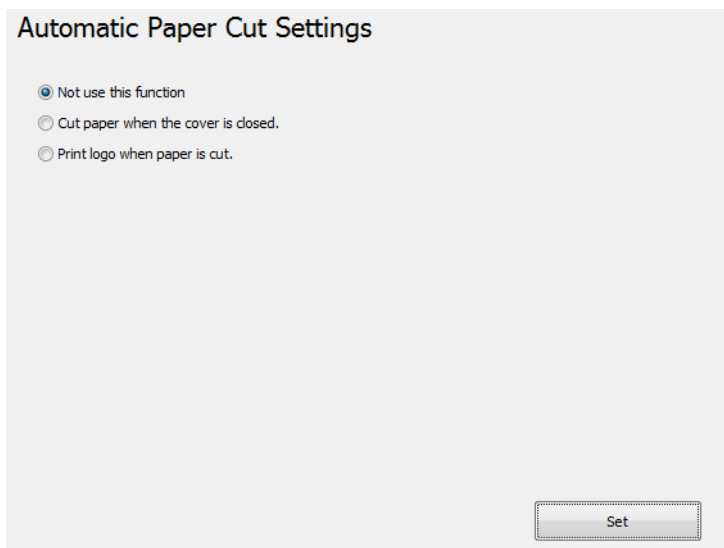 Automatic Paper Cut Settings
Not use this function
Cut paper when the cover is closed.
Print logo when paper is cut.
Set